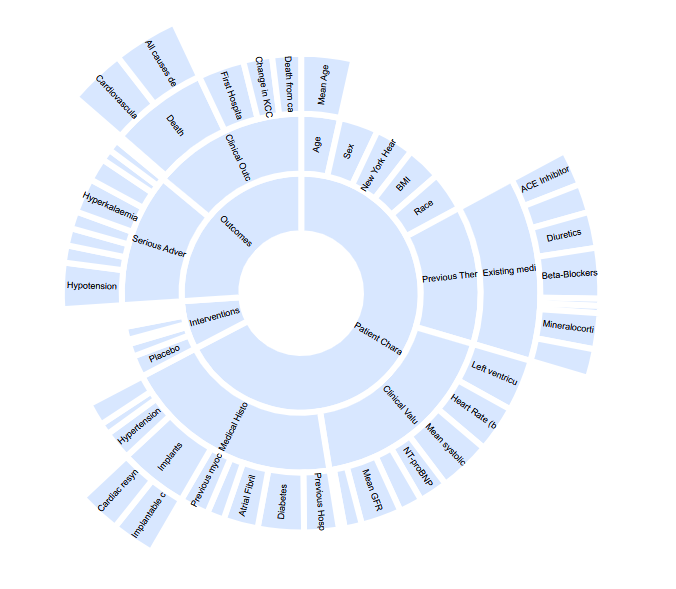 All causes de
Cardiovascula
Death
First Hospita
Change in KCC
Death from ca
Clinical Outc
Mean Age
Age
Sex
New York Hear
BMI
Race
Outcomes
Hyperkalaemia
Serious Adver
Hypotension
Interventions
Placebo
Patient Chara
Previous Ther
Existing medi
ACE Inhibitor
Diuretics
Beta-Blockers
Mineralocorti
Left ventricu
Heart Rate (b
Mean systolic
Clinical Valu
NT-proBNP
Mean GFR
Medical Histo
Previous Hosp
Diabetes
Atrial Fibril
Previous myoc
Implants
Hypertension
Cardiac resyn
Implantable c